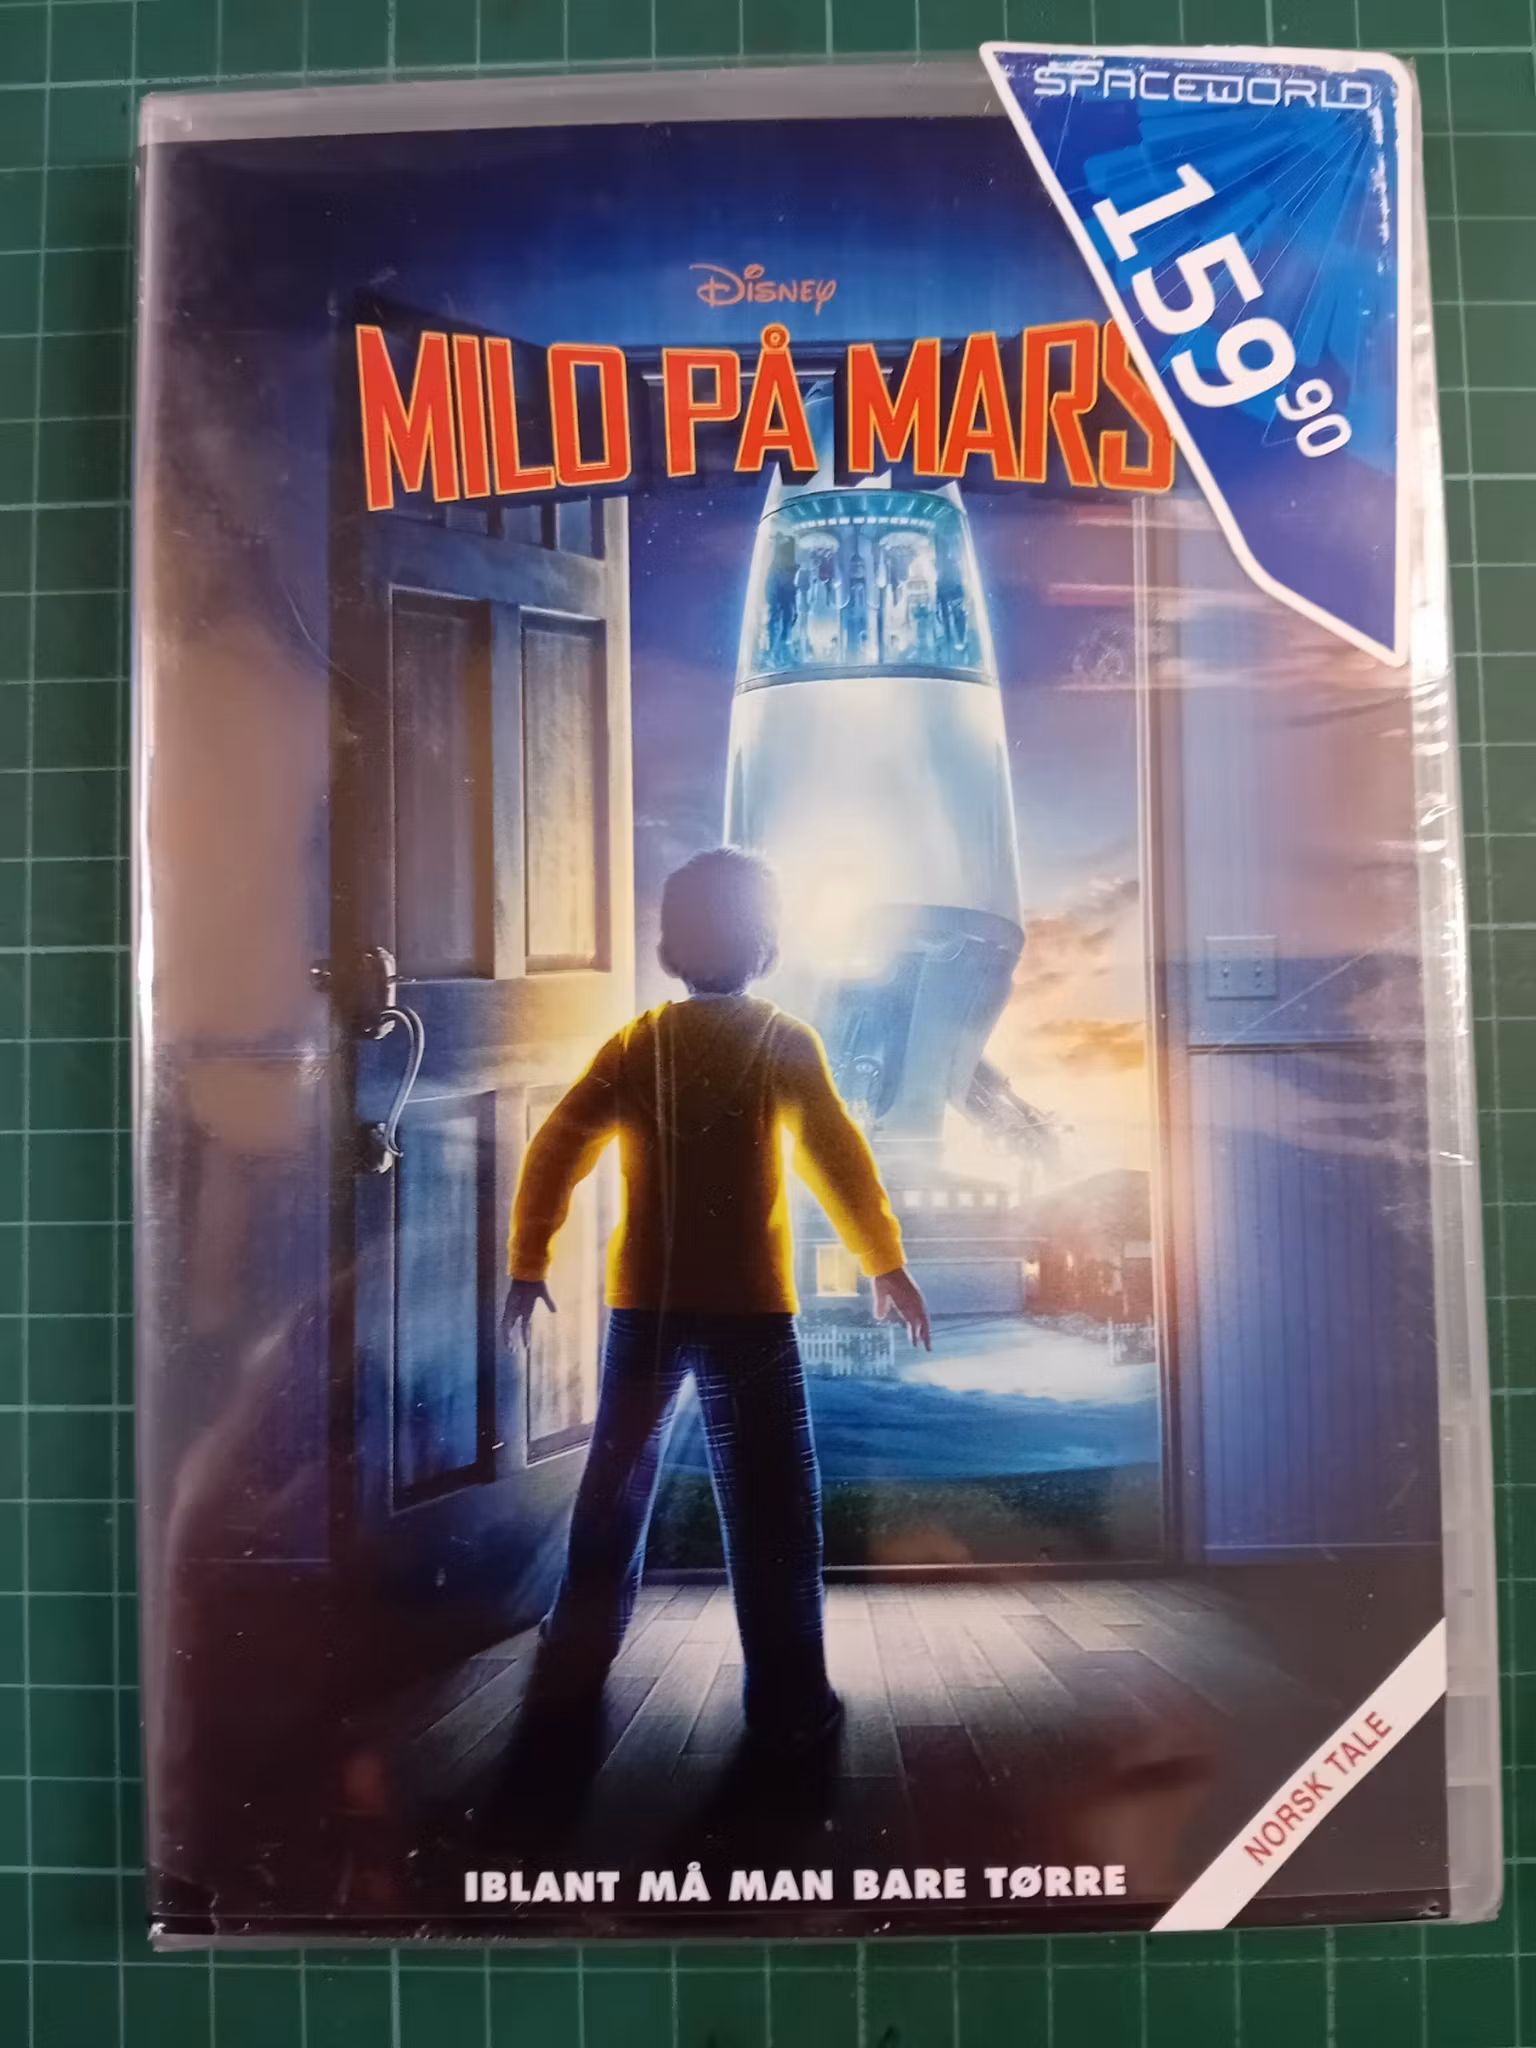 SPACEWORLD
159 90
DISNEY
MILO PÅ MARS
NORSK TALE
IBLANT MÅ MAN BARE TØRRE